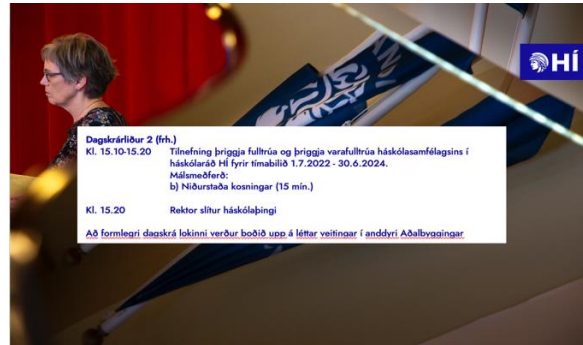 HÍ
Dagskrárliður 2 (frh.)
Kl. 15.10-15.20 Tilnefning þriggja fulltrúa og þriggja varafulltrúa háskólasamfélagsins í
háskólaráð HÍ fyrir tímabilið 1.7.2022 - 30.6.2024.
Málsmeðferð:
b) Niðurstaða kosningar (15 mín.)
Kl. 15.20 Rektor slítur háskólaþingi
Að formlegri dagskrá lokinni verður boðið upp á léttar veitingar í anddyri Aðalbyggingar